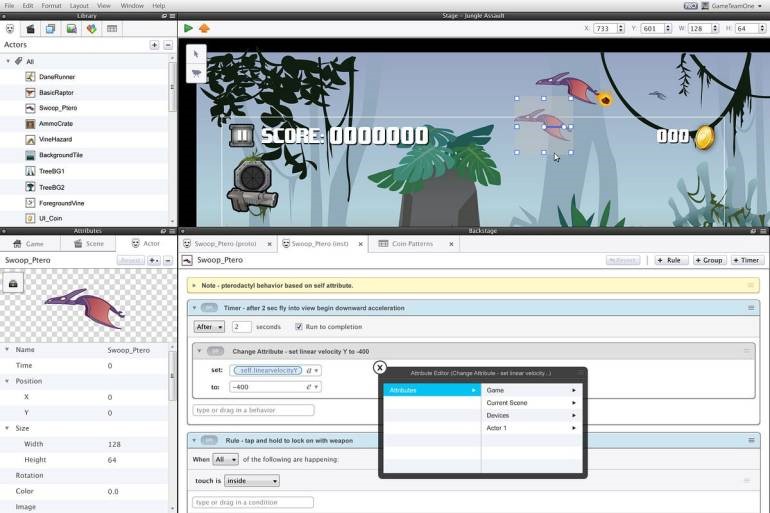 File Edit Format Layout View Attributes Window Help PRO GameTeamOne
Library
Stage - Jungle Assault
X: 733 Y: 601 W: 128 H: 64
Actors
All
DaneRunner
BasicRaptor
Swoop_Ptero
AmmoCrate
VineHazard
BackgroundTile
TreeBG1
TreeBG2
ForegroundVine
UI_Coin
SCORE: 0000000
000
Attributes
Backstage
Game Scene Actor
Swoop_Ptero (proto) Swoop_Ptero (inst) Coin Patterns
Swoop_Ptero Revert
Swoop_Ptero Revert + Rule + Group + Timer
Note - pterodactyl behavior based on self attribute.
Timer - after 2 sec fly into view begin downward acceleration
After 2 seconds Run to completion
Change Attribute - set linear velocity Y to -400
set: self.linearvelocityY
to: -400
type or drag in a behavior
on Rule - tap and hold to lock on with weapon
When All of the following are happening:
touch is inside
type or drag in a condition
X
Attribute Editor (Change Attribute - set linear velocity...)
Attributes
Game
Current Scene
Devices
Actor 1
Name Swoop_Ptero
Time 0
Position
X 0
Y 0
Size
Width 128
Height 64
Rotation
Color 0.0
Image